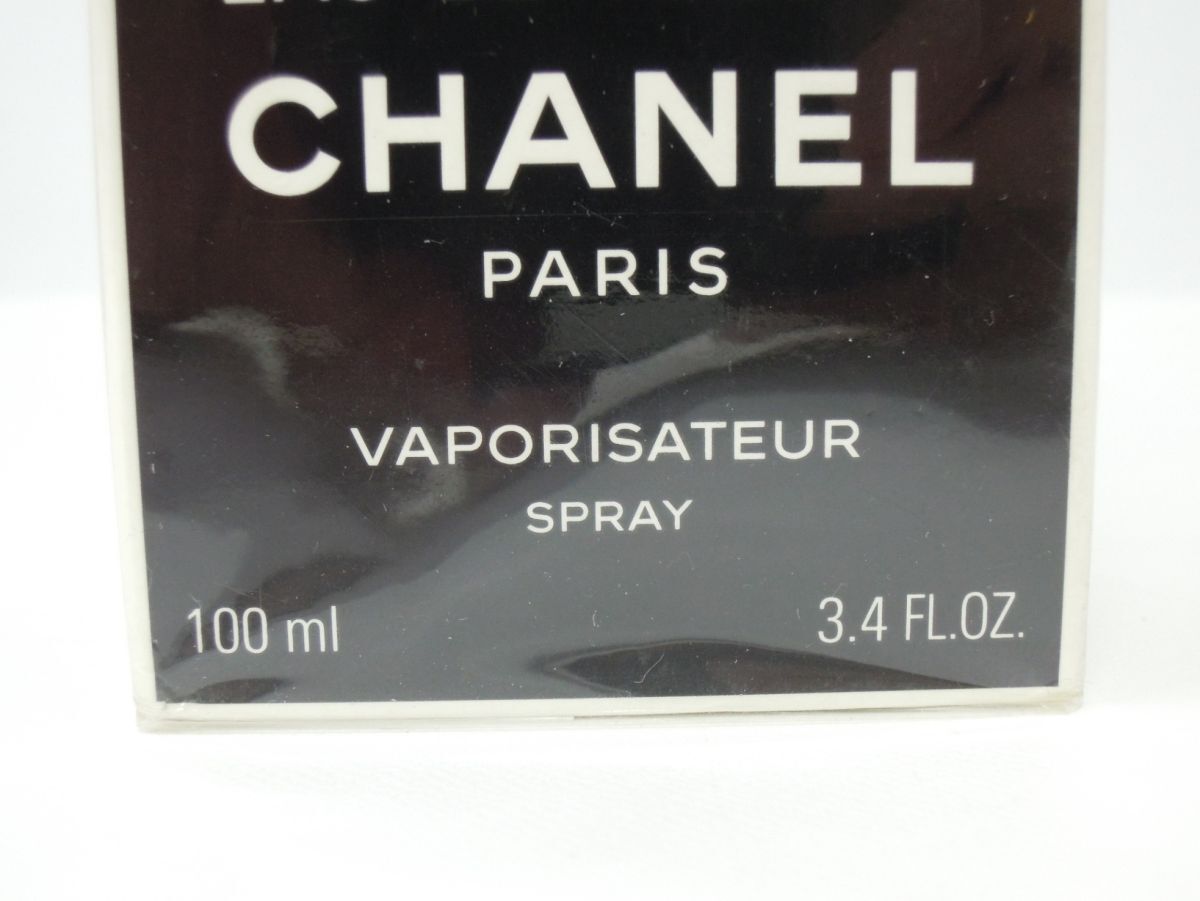 CHANEL
PARIS
VAPORISATEUR
SPRAY
100 ml 3.4 FL.OZ.